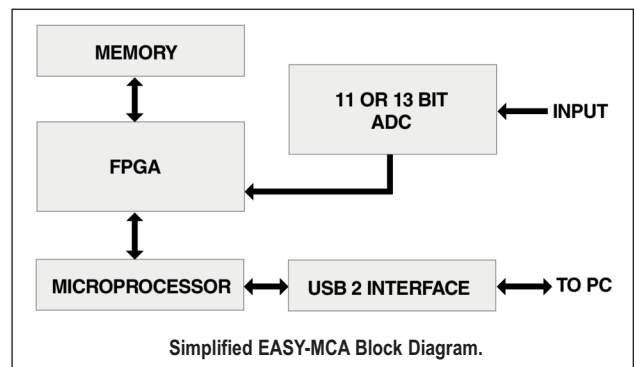 MEMORY
11 OR 13 BIT
ADC
INPUT
FPGA
MICROPROCESSOR
USB 2 INTERFACE
TO PC
Simplified EASY-MCA Block Diagram.